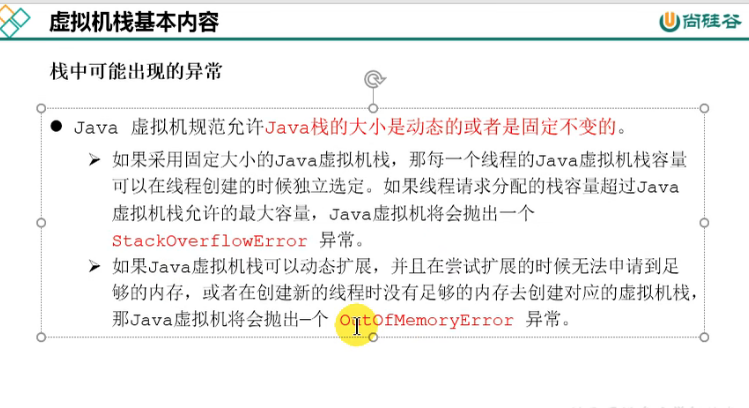 虚拟机栈基本内容
尚硅谷
栈中可能出现的异常
● Java 虚拟机规范允许Java栈的大小是动态的或者是固定不变的。
➢ 如果采用固定大小的Java虚拟机栈，那每一个线程的Java虚拟机栈容量
可以在线程创建的时候独立选定。如果线程请求分配的栈容量超过Java
虚拟机栈允许的最大容量，Java虚拟机将会抛出一个
StackOverflowError 异常。
➢ 如果Java虚拟机栈可以动态扩展，并且在尝试扩展的时候无法申请到足
够的内存，或者在创建新的线程时没有足够的内存去创建对应的虚拟机栈，
那Java虚拟机将会抛出一个 OutOfMemoryError 异常。